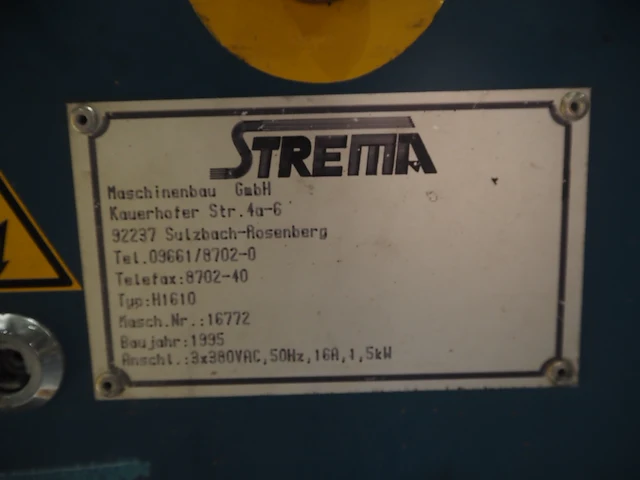 STREMA
Maschinenbau GmbH
Kauerhofer Str.4a-6
92237 Sulzbach-Rosenberg
Tel.09661/8702-0
Telefax:8702-40
Typ:H1610
Masch.Nr.:16772
Baujahr:1995
Anschl.:3x380VAC,50Hz,16A,1,5kW